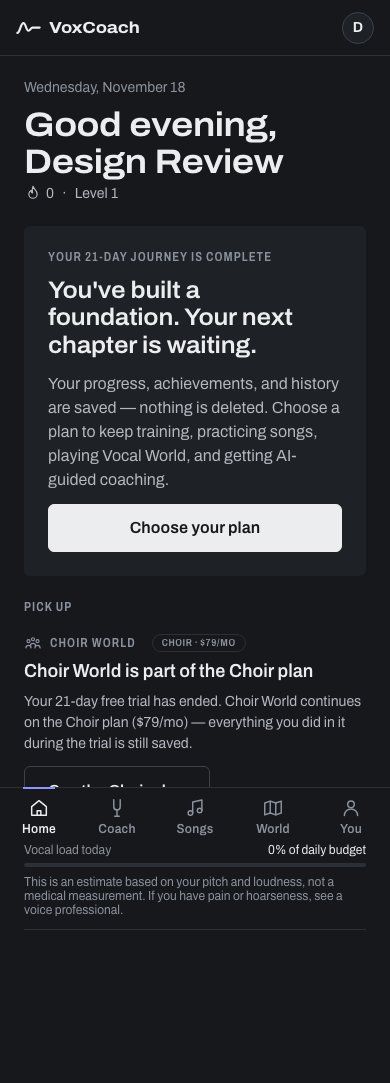 VoxCoach
D
Wednesday, November 18
Good evening,
Design Review
0 · Level 1
YOUR 21-DAY JOURNEY IS COMPLETE
You've built a
foundation. Your next
chapter is waiting.
Your progress, achievements, and history
are saved — nothing is deleted. Choose a
plan to keep training, practicing songs,
playing Vocal World, and getting AI-
guided coaching.
Choose your plan
PICK UP
CHOIR WORLD
CHOIR · $79/MO
Choir World is part of the Choir plan
Your 21-day free trial has ended. Choir World continues
on the Choir plan ($79/mo) — everything you did in it
during the trial is still saved.
Home
Coach
Songs
World
You
Vocal load today
0% of daily budget
This is an estimate based on your pitch and loudness, not a
medical measurement. If you have pain or hoarseness, see a
voice professional.